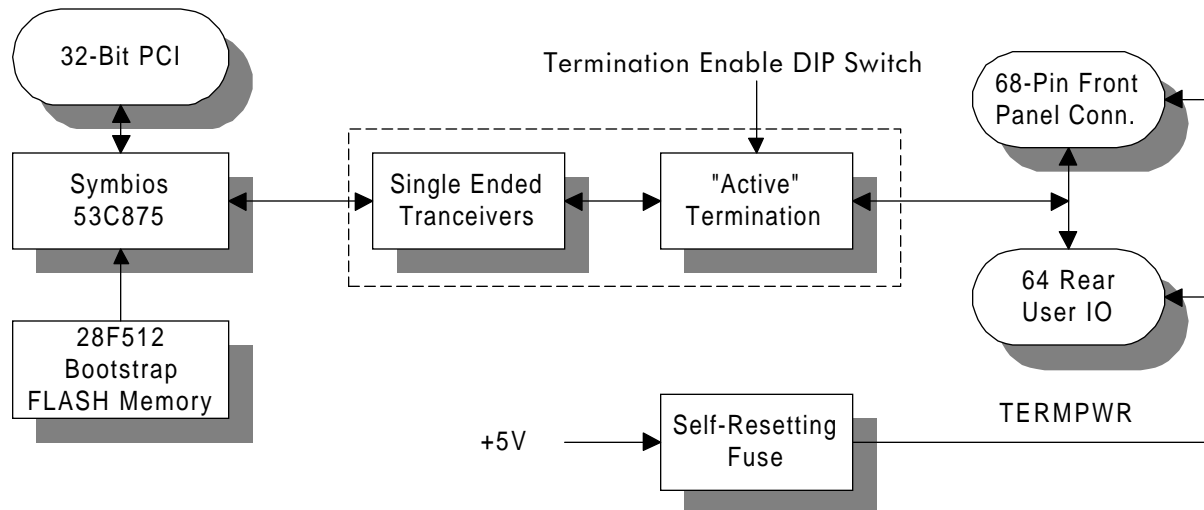 32-Bit PCI
Termination Enable DIP Switch
68-Pin Front
Panel Conn.
Symbios
53C875
Single Ended
Tranceivers
"Active"
Termination
64 Rear
User IO
28F512
Bootstrap
FLASH Memory
+5V
Self-Resetting
Fuse
TERMPWR